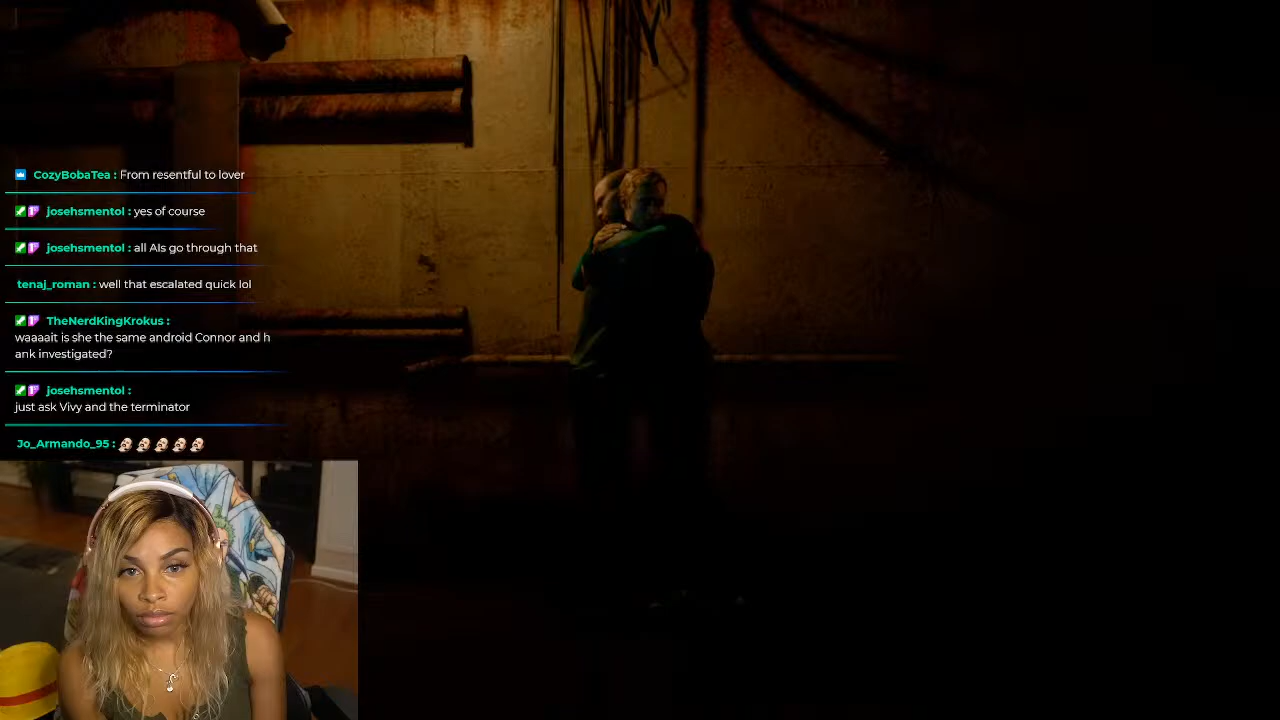 CozyBobaTea : From resentful to lover
josehsmentol : yes of course
josehsmentol : all AIs go through that
tenaj_roman : well that escalated quick lol
TheNerdKingKrokus :
waaaait is she the same android Connor and h
ank investigated?
josehsmentol :
just ask Vivy and the terminator
Jo_Armando_95 :